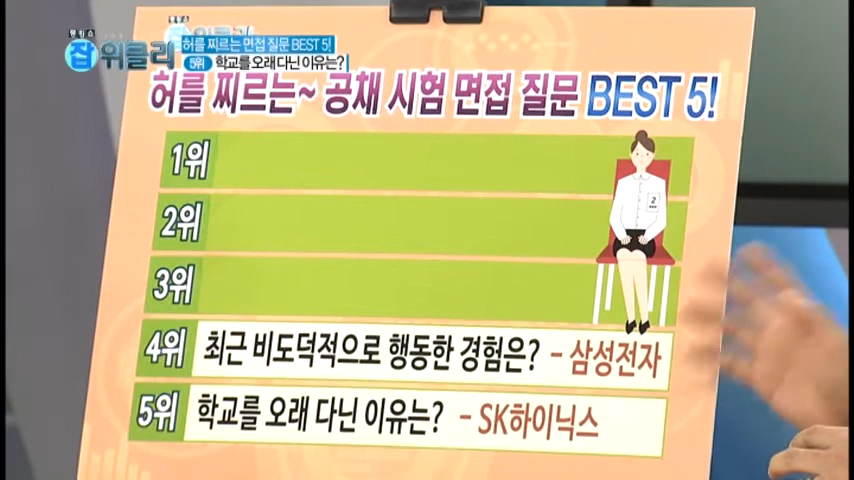 랭킹쇼
잡위클리
허를 찌르는 면접 질문 BEST 5!
5위 학교를 오래 다닌 이유는?
허를 찌르는~ 공채 시험 면접 질문 BEST 5!
1위
2
2위
3위
4위 최근 비도덕적으로 행동한 경험은? - 삼성전자
5위 학교를 오래 다닌 이유는? - SK하이닉스